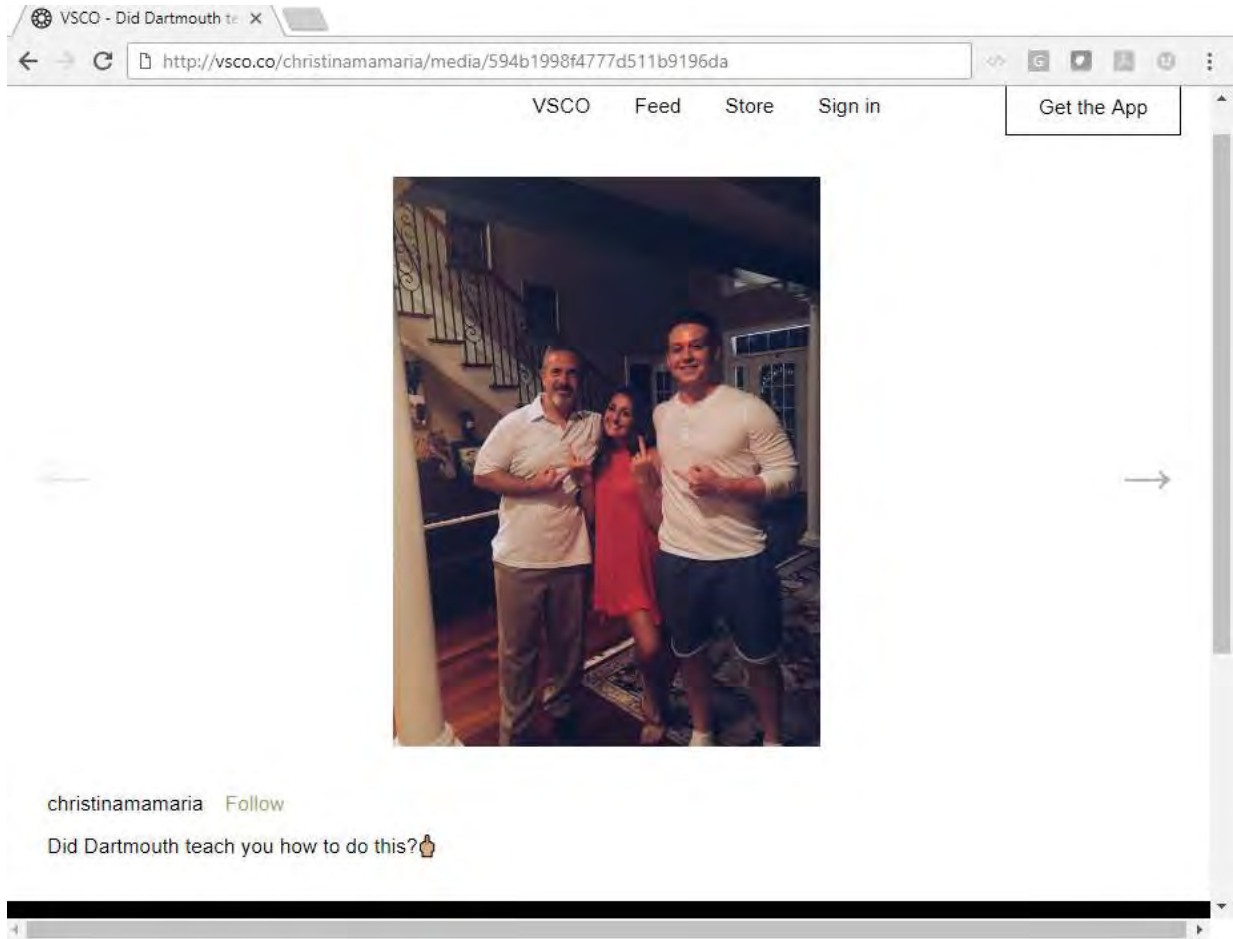 VSCO - Did Dartmouth te
http://vsco.co/christinamamaria/media/594b1998f4777d511b9196da
VSCO Feed Store Sign in Get the App
christinamamaria Follow
Did Dartmouth teach you how to do this?🖕🏽